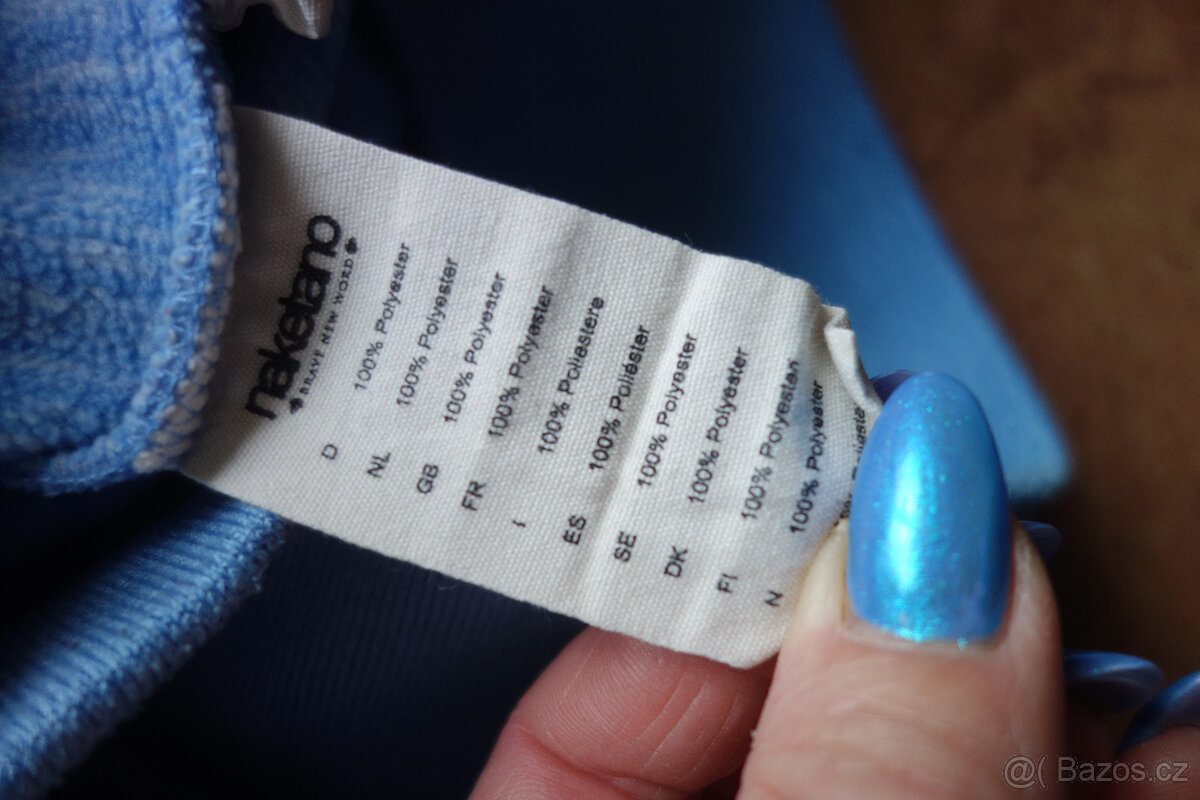 naketano
BRAVE NEW WORD
D 100% Polyester
NL 100% Polyester
GB 100% Polyester
FR 100% Polyester
I 100% Poliestere
ES 100% Poliéster
SE 100% Polyester
DK 100% Polyester
FI 100% Polyesteri
N 100% Polyester
@( Bazos.cz